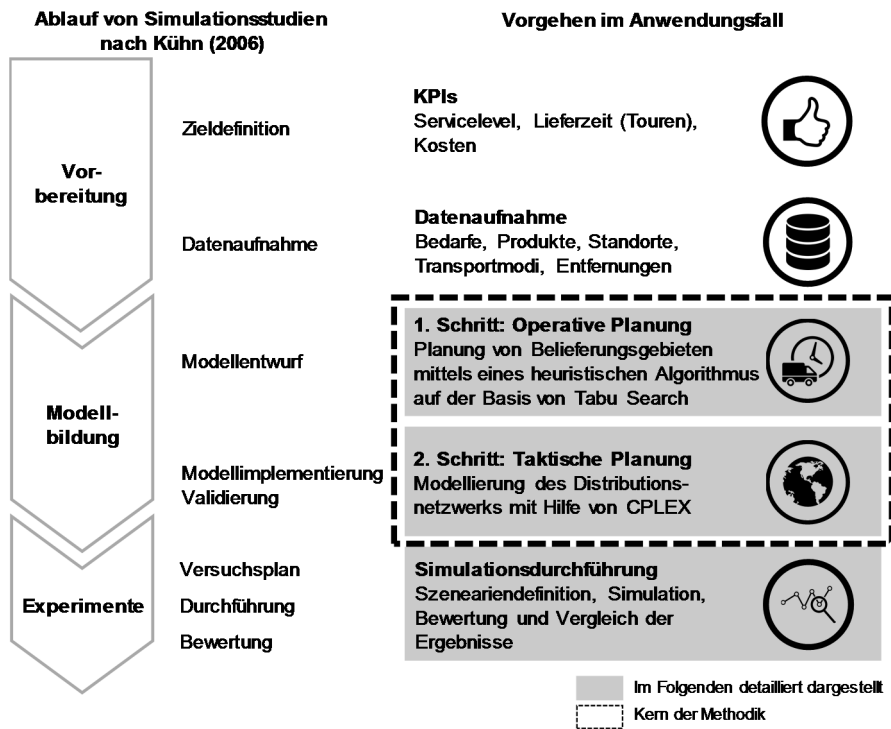 Ablauf von Simulationsstudien
nach Kühn (2006)
Vorgehen im Anwendungsfall
Vor-
bereitung
Zieldefinition
KPIs
Servicelevel, Lieferzeit (Touren),
Kosten
Datenaufnahme
Datenaufnahme
Bedarfe, Produkte, Standorte,
Transportmodi, Entfernungen
Modell-
bildung
Modellentwurf
1. Schritt: Operative Planung
Planung von Belieferungsgebieten
mittels eines heuristischen Algorithmus
auf der Basis von Tabu Search
Modellimplementierung
Validierung
2. Schritt: Taktische Planung
Modellierung des Distributions-
netzwerks mit Hilfe von CPLEX
Experimente
Versuchsplan
Durchführung
Bewertung
Simulationsdurchführung
Szeneariendefinition, Simulation,
Bewertung und Vergleich der
Ergebnisse
Im Folgenden detailliert dargestellt
Kern der Methodik